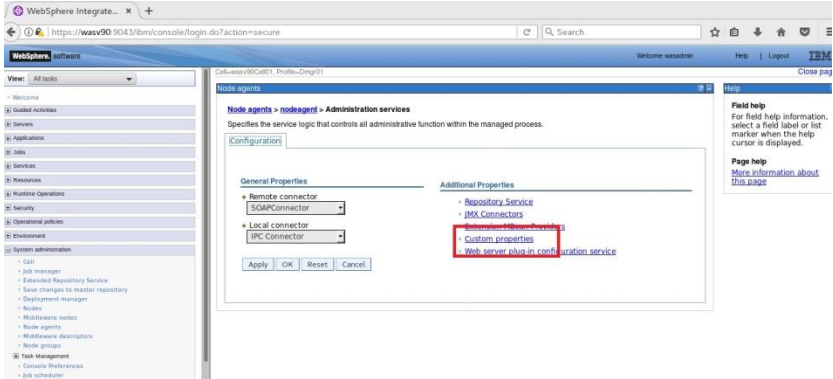 WebSphere Integrate... × +
https://wasv90:9043/ibm/console/login.do?action=secure
Search
WebSphere. software
Welcome wasadmin
Help | Logout
IBM
View: All tasks
Cell=wasv90Cell01, Profile=Dmgr01
Close pag
Welcome
Guided Activities
Servers
Applications
Jobs
Services
Resources
Runtime Operations
Security
Operational policies
Environment
System administration
Cell
Job manager
Extended Repository Service
Save changes to master repository
Deployment manager
Nodes
Middleware nodes
Node agents
Middleware descriptors
Node groups
Task Management
Console Preferences
Job scheduler
Node agents
Node agents > nodeagent > Administration services
Specifies the service logic that controls all administrative function within the managed process.
Configuration
General Properties
Remote connector
SOAPConnector
Local connector
IPC Connector
Apply OK Reset Cancel
Additional Properties
Repository Service
JMX Connectors
Extension MBean Providers
Custom properties
Web server plug-in configuration service
Help
Field help
For field help information,
select a field label or list
marker when the help
cursor is displayed.
Page help
More information about
this page